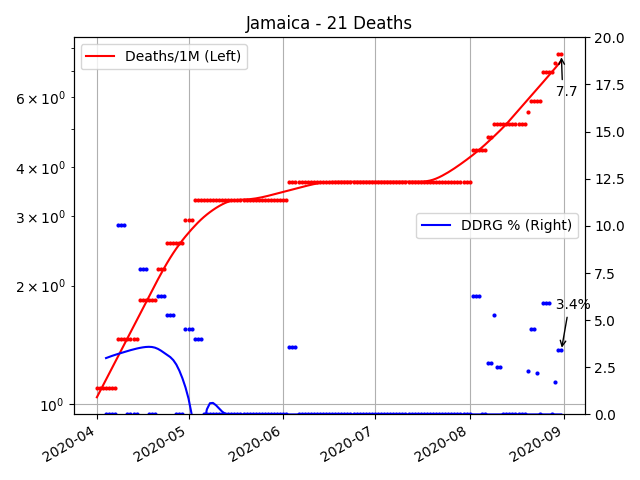 Jamaica - 21 Deaths
Deaths/1M (Left)
DDRG % (Right)
7.7
3.4%
6 × 10⁰
4 × 10⁰
3 × 10⁰
2 × 10⁰
10⁰
20.0
17.5
15.0
12.5
10.0
7.5
5.0
2.5
0.0
2020-04
2020-05
2020-06
2020-07
2020-08
2020-09